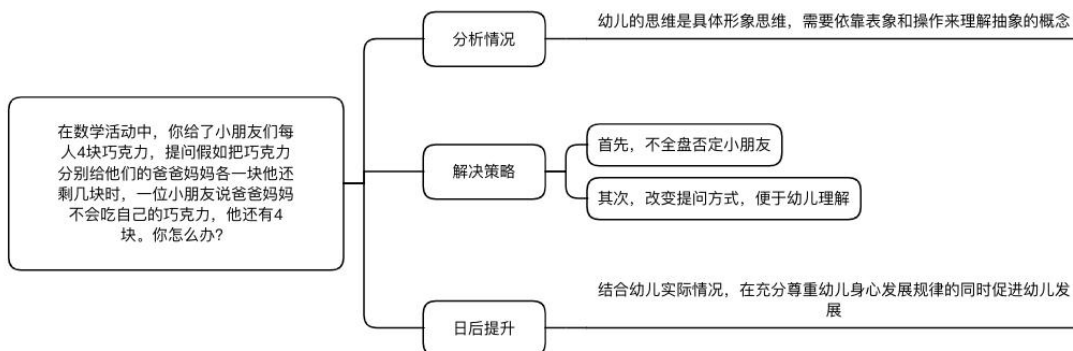 在数学活动中，你给了小朋友们每
人4块巧克力，提问假如把巧克力
分别给他们的爸爸妈妈各一块他还
剩几块时，一位小朋友说爸爸妈妈
不会吃自己的巧克力，他还有4
块。你怎么办？
分析情况
幼儿的思维是具体形象思维，需要依靠表象和操作来理解抽象的概念
解决策略
首先，不全盘否定小朋友
其次，改变提问方式，便于幼儿理解
日后提升
结合幼儿实际情况，在充分尊重幼儿身心发展规律的同时促进幼儿发
展